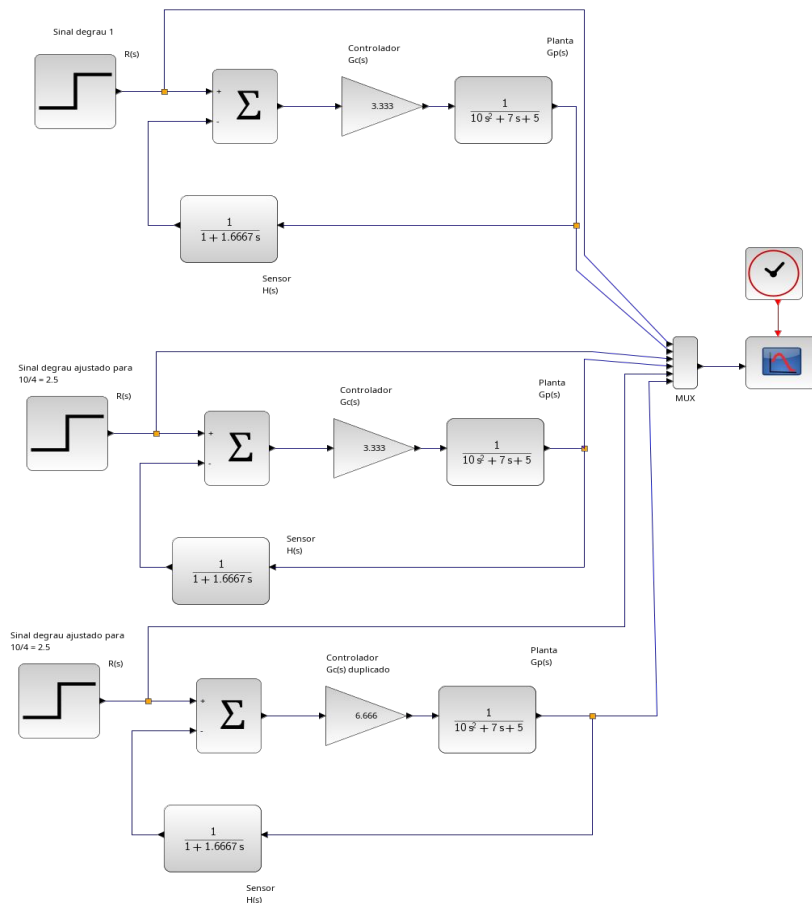 Sinal degrau 1
R(s)
+
-
Σ
Controlador
Gc(s)
3.333
Planta
Gp(s)
1
10 s² + 7 s + 5
1
1 + 1.6667 s
Sensor
H(s)
MUX
Sinal degrau ajustado para
10/4 = 2.5
R(s)
+
-
Σ
Controlador
Gc(s)
3.333
Planta
Gp(s)
1
10 s² + 7 s + 5
1
1 + 1.6667 s
Sensor
H(s)
Sinal degrau ajustado para
10/4 = 2.5
R(s)
+
-
Σ
Controlador
Gc(s) duplicado
6.666
Planta
Gp(s)
1
10 s² + 7 s + 5
1
1 + 1.6667 s
Sensor
H(s)